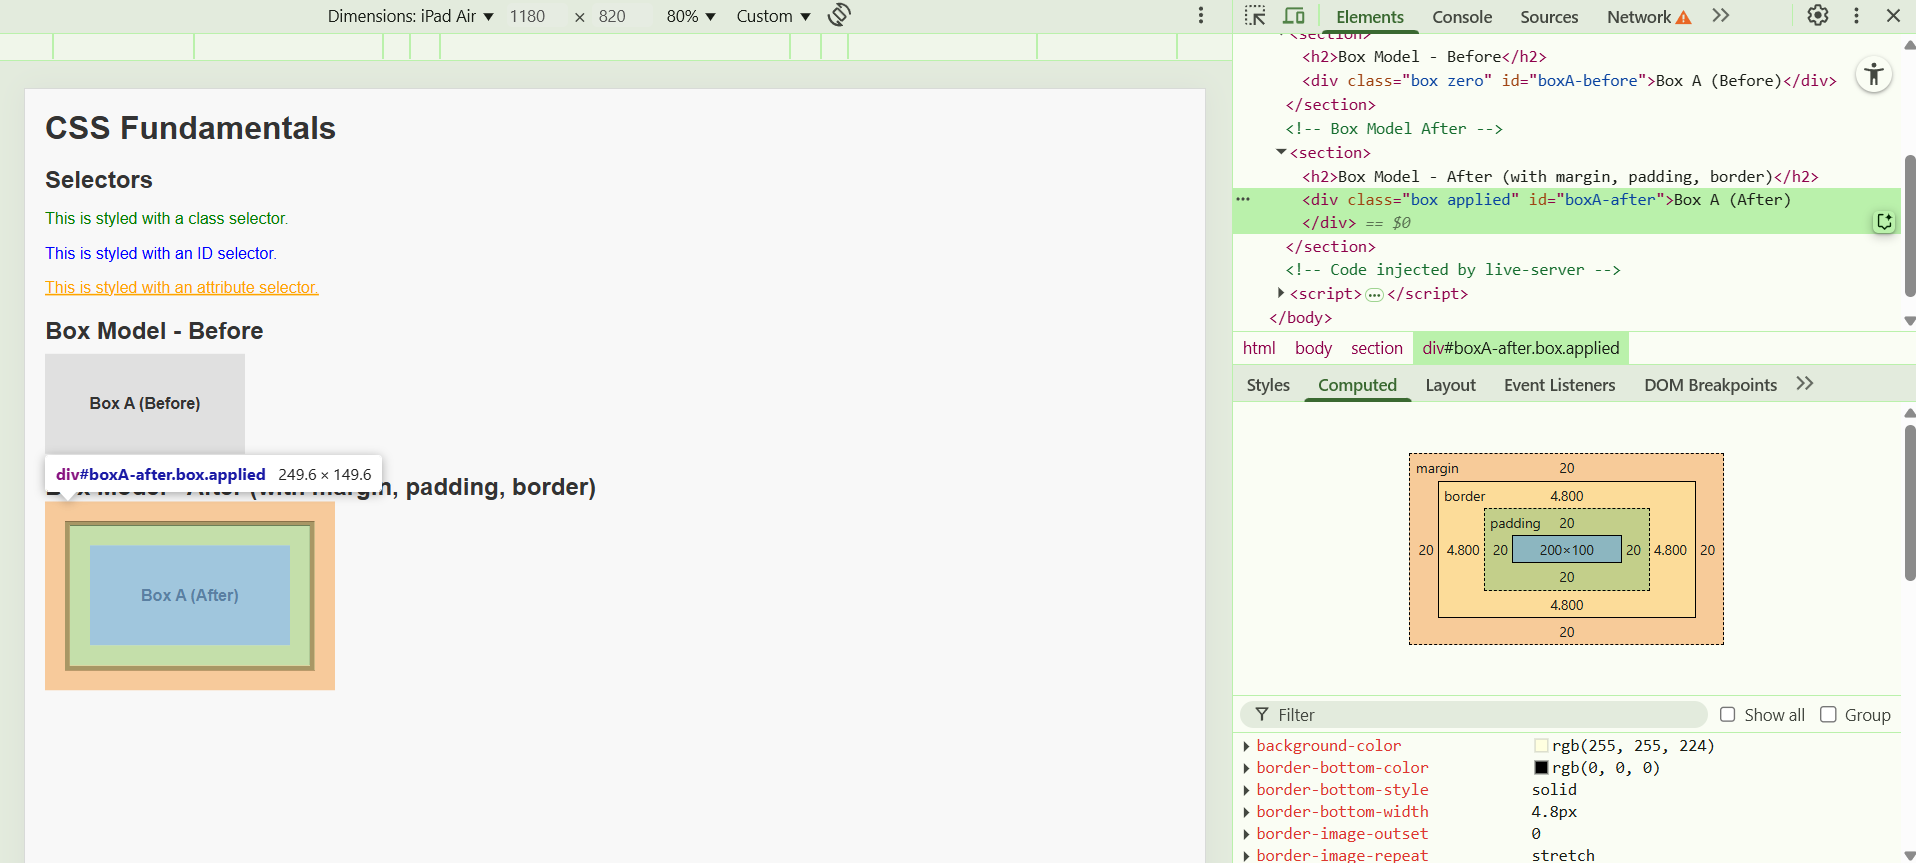 Dimensions: iPad Air ▼ 1180 × 820 80% ▼ Custom ▼
CSS Fundamentals
Selectors
This is styled with a class selector.
This is styled with an ID selector.
This is styled with an attribute selector.
Box Model - Before
Box A (Before)
div#boxA-after.box.applied 249.6 × 149.6
Box Model - After (with margin, padding, border)
Box A (After)
Elements Console Sources Network
<section>
<h2>Box Model - Before</h2>
<div class="box zero" id="boxA-before">Box A (Before)</div>
</section>
<!-- Box Model After -->
<section>
<h2>Box Model - After (with margin, padding, border)</h2>
<div class="box applied" id="boxA-after">Box A (After)
</div> == $0
</section>
<!-- Code injected by live-server -->
<script>…</script>
</body>
html body section div#boxA-after.box.applied
Styles Computed Layout Event Listeners DOM Breakpoints
margin 20
border 4.800
padding 20
20 4.800 20 200×100 20 4.800 20
20
4.800
20
Filter Show all Group
background-color rgb(255, 255, 224)
border-bottom-color rgb(0, 0, 0)
border-bottom-style solid
border-bottom-width 4.8px
border-image-outset 0
border-image-repeat stretch